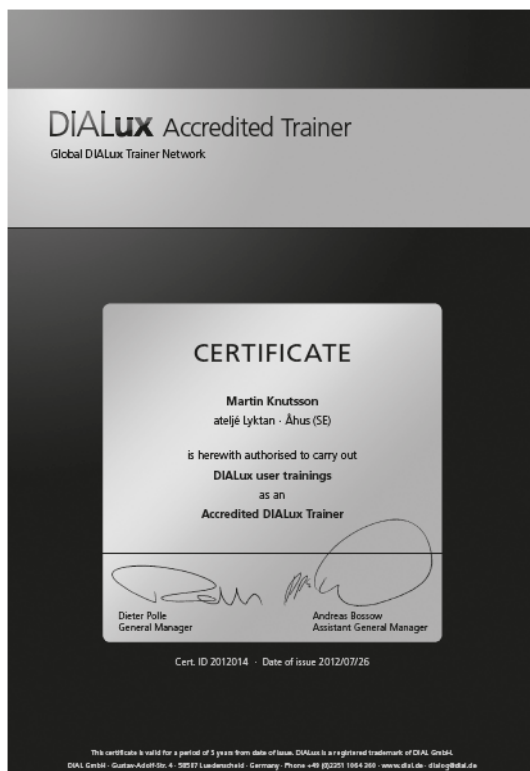 DIALux Accredited Trainer
Global DIALux Trainer Network
CERTIFICATE
Martin Knutsson
ateljé Lyktan · Åhus (SE)
is herewith authorised to carry out
DIALux user trainings
as an
Accredited DIALux Trainer
Dieter Polle
General Manager
Andreas Bossow
Assistant General Manager
Cert. ID 2012014 · Date of issue 2012/07/26
This certificate is valid for a period of 3 years from date of issue. DIALux is a registered trademark of DIAL GmbH.
DIAL GmbH · Gustav-Adolf-Str. 4 · 58507 Luedenscheid · Germany · Phone +49 (0)2351 1064 360 · www.dial.de · dialog@dial.de